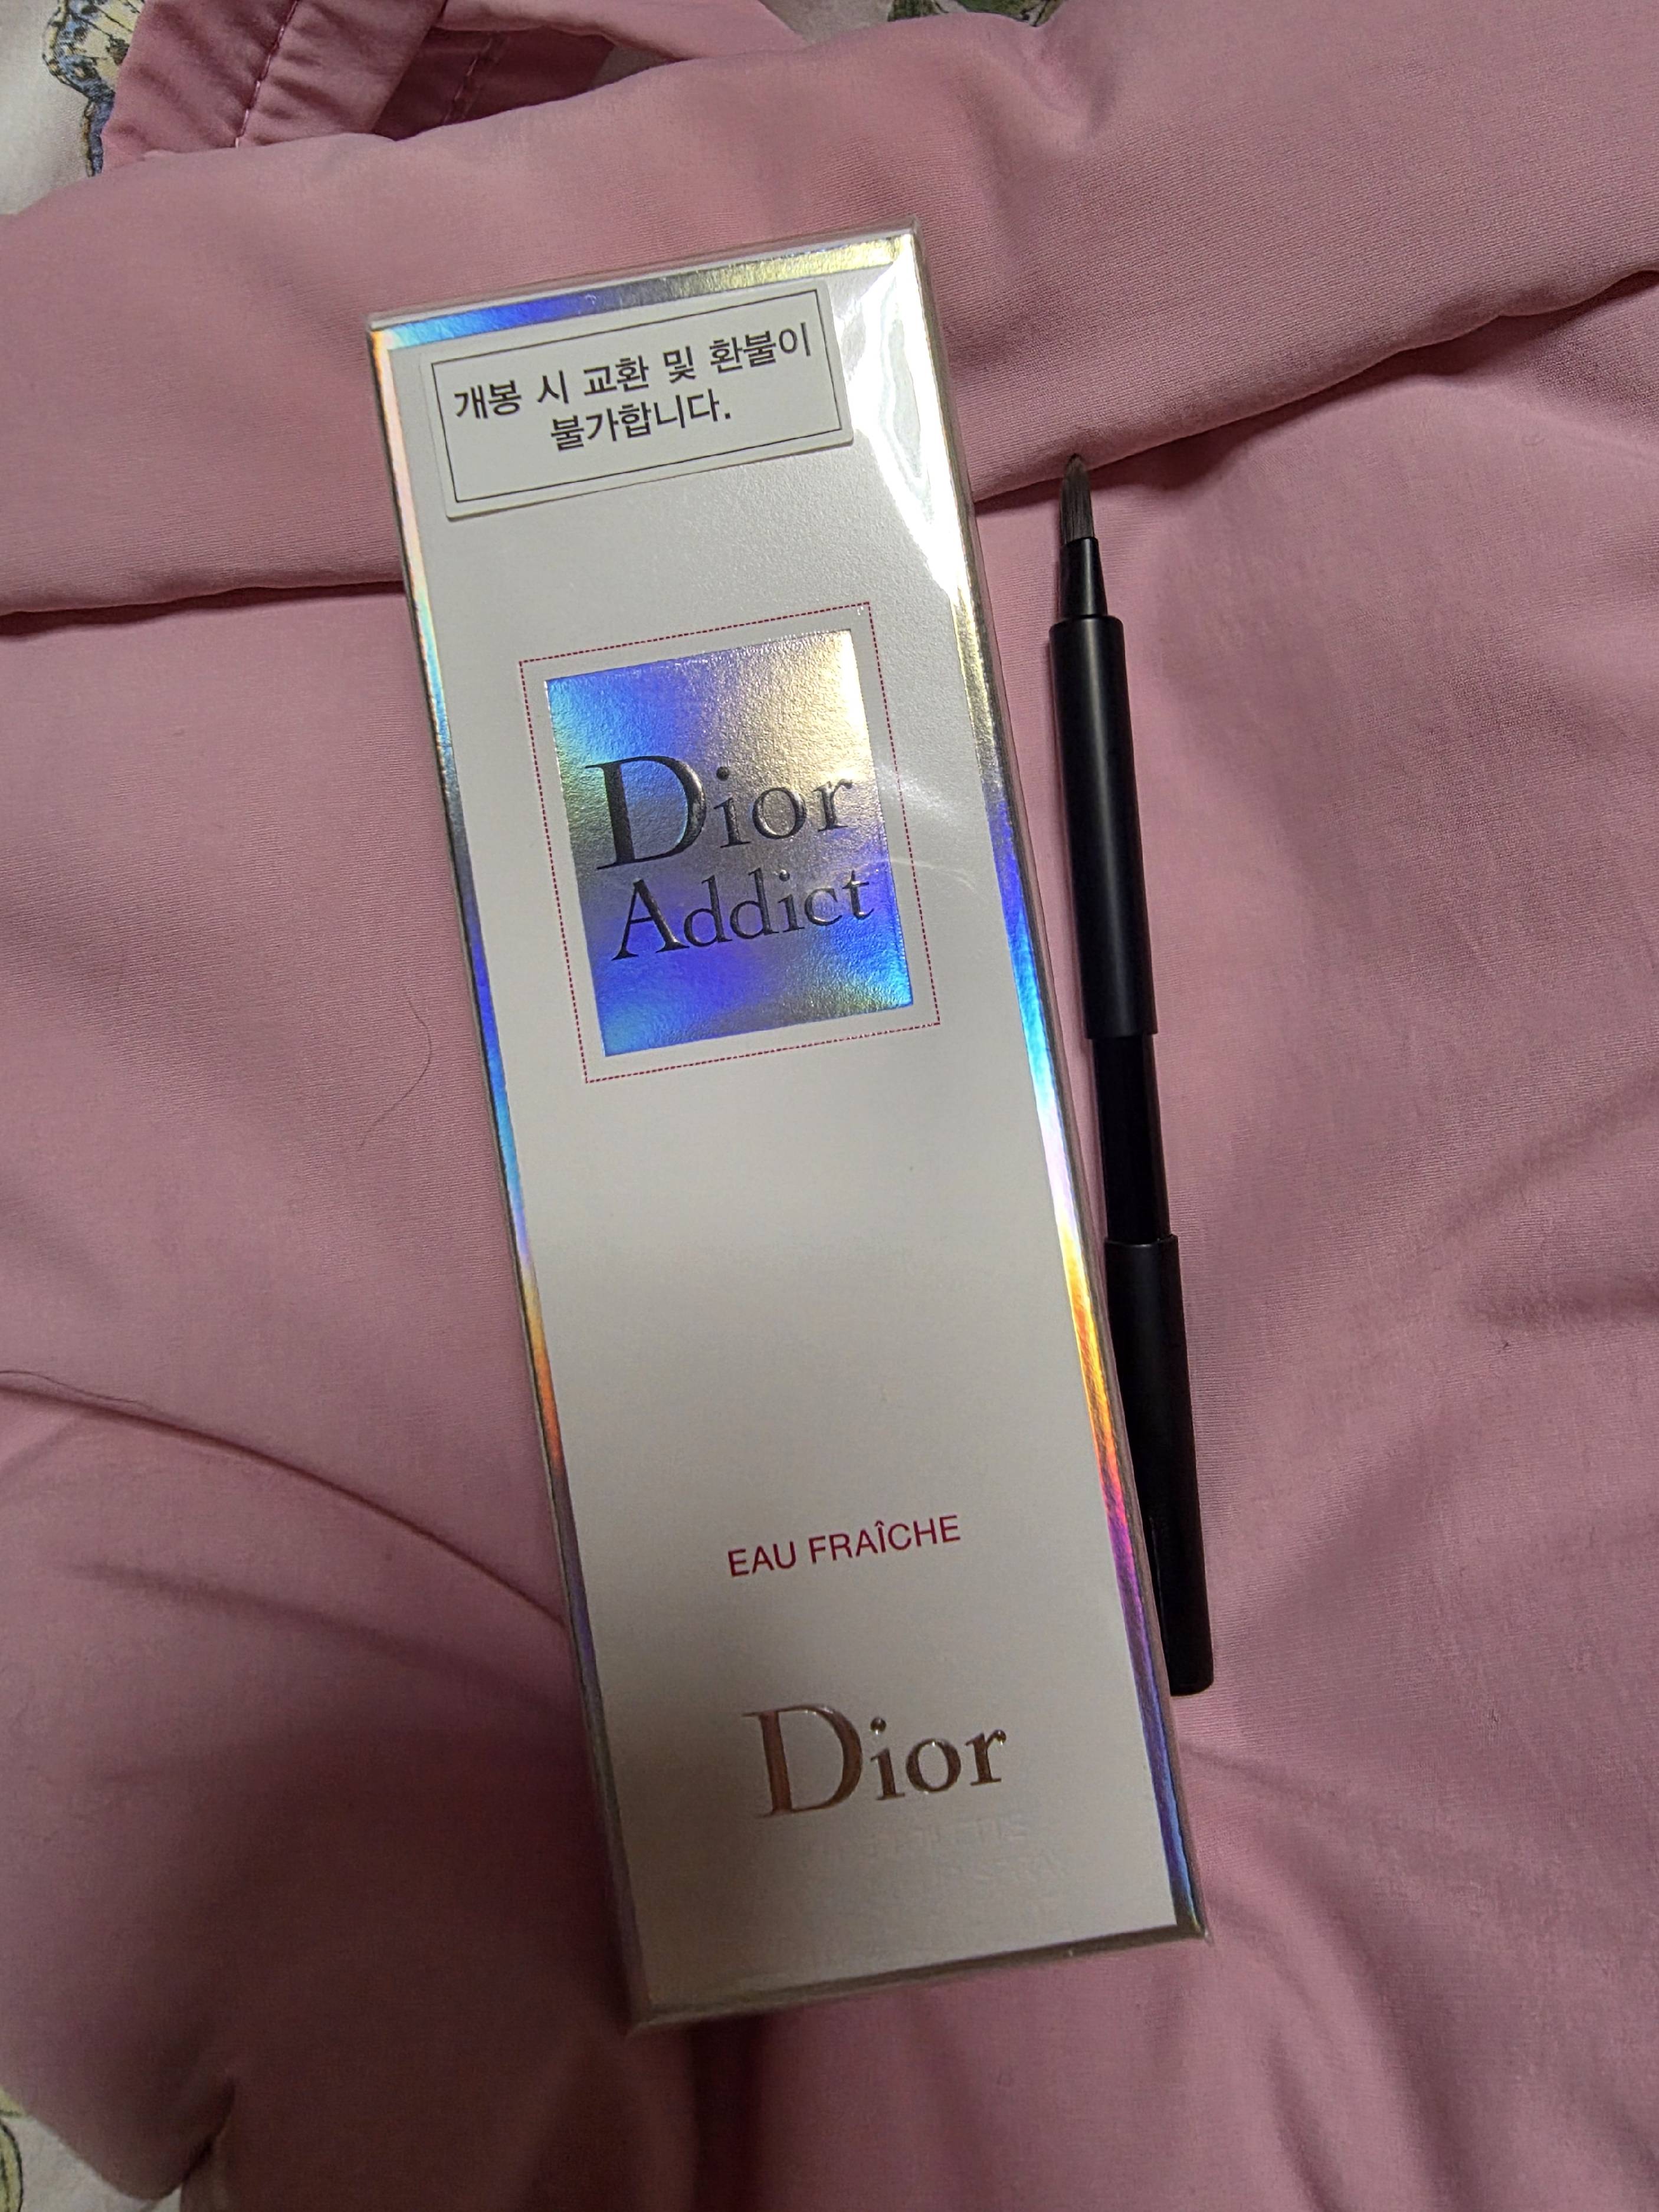 개봉 시 교환 및 환불이
불가합니다.
Dior
Addict
EAU FRAÎCHE
Dior